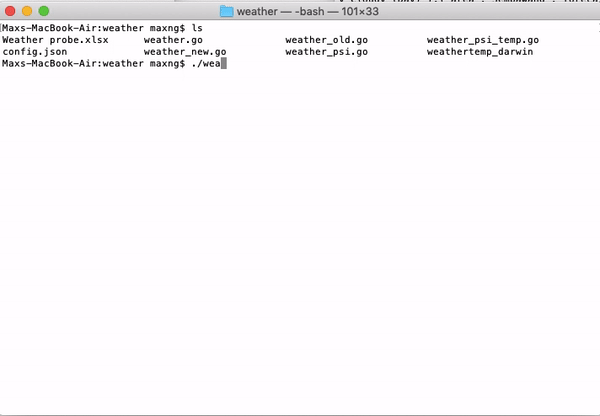 weather — -bash — 101×33
Maxs-MacBook-Air:weather maxng$ ls
Weather probe.xlsx weather.go weather_old.go weather_psi_temp.go
config.json weather_new.go weather_psi.go weathertemp_darwin
Maxs-MacBook-Air:weather maxng$ ./wea